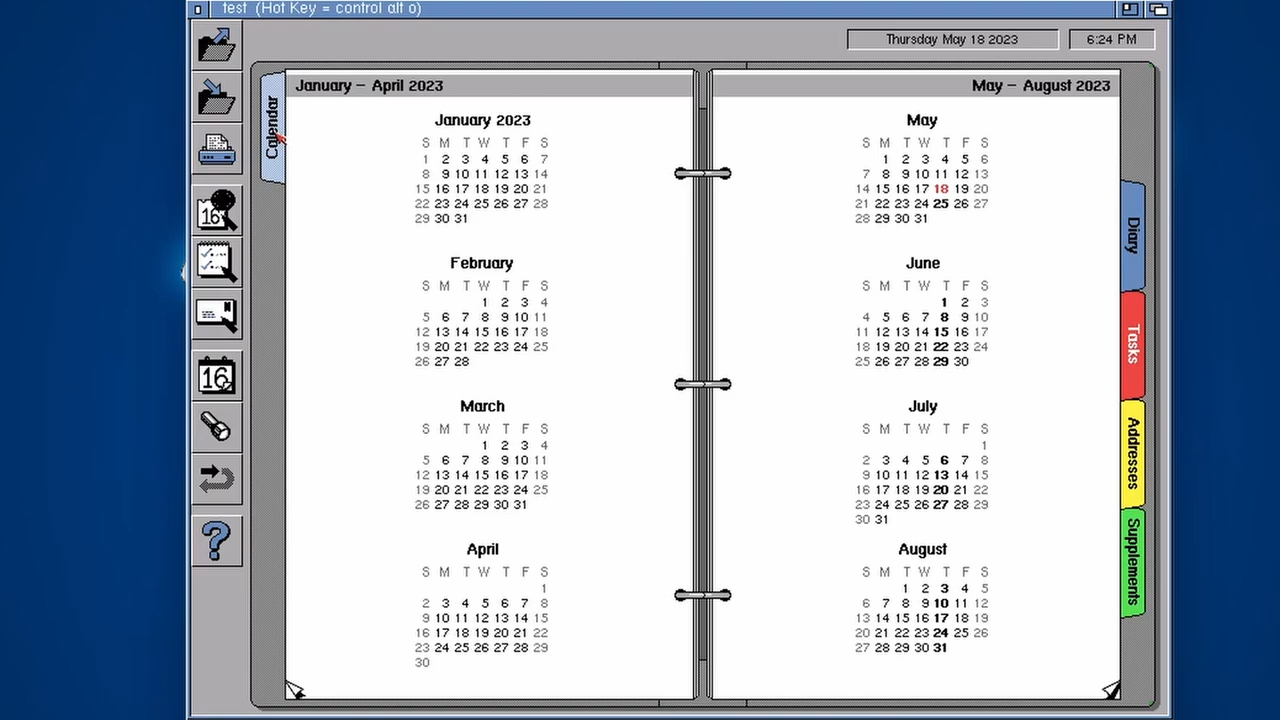 test (Hot Key = control alt o)
Thursday May 18 2023
6:24 PM
Calendar
January – April 2023
January 2023
S M T W T F S
1 2 3 4 5 6 7
8 9 10 11 12 13 14
15 16 17 18 19 20 21
22 23 24 25 26 27 28
29 30 31
February
S M T W T F S
1 2 3 4
5 6 7 8 9 10 11
12 13 14 15 16 17 18
19 20 21 22 23 24 25
26 27 28
March
S M T W T F S
1 2 3 4
5 6 7 8 9 10 11
12 13 14 15 16 17 18
19 20 21 22 23 24 25
26 27 28 29 30 31
April
S M T W T F S
1
2 3 4 5 6 7 8
9 10 11 12 13 14 15
16 17 18 19 20 21 22
23 24 25 26 27 28 29
30
May – August 2023
May
S M T W T F S
1 2 3 4 5 6
7 8 9 10 11 12 13
14 15 16 17 18 19 20
21 22 23 24 25 26 27
28 29 30 31
June
S M T W T F S
1 2 3
4 5 6 7 8 9 10
11 12 13 14 15 16 17
18 19 20 21 22 23 24
25 26 27 28 29 30
July
S M T W T F S
1
2 3 4 5 6 7 8
9 10 11 12 13 14 15
16 17 18 19 20 21 22
23 24 25 26 27 28 29
30 31
August
S M T W T F S
1 2 3 4 5
6 7 8 9 10 11 12
13 14 15 16 17 18 19
20 21 22 23 24 25 26
27 28 29 30 31
Diary
Tasks
Addresses
Supplements
16
16
?